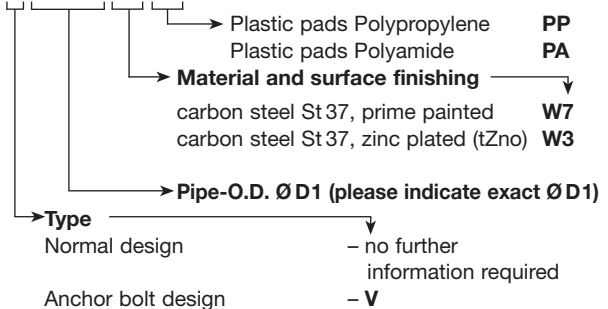 Plastic pads Polypropylene PP
Plastic pads Polyamide PA
Material and surface finishing
carbon steel St 37, prime painted W7
carbon steel St 37, zinc plated (tZno) W3
Pipe-O.D. Ø D1 (please indicate exact Ø D1)
Type
Normal design – no further
information required
Anchor bolt design – V